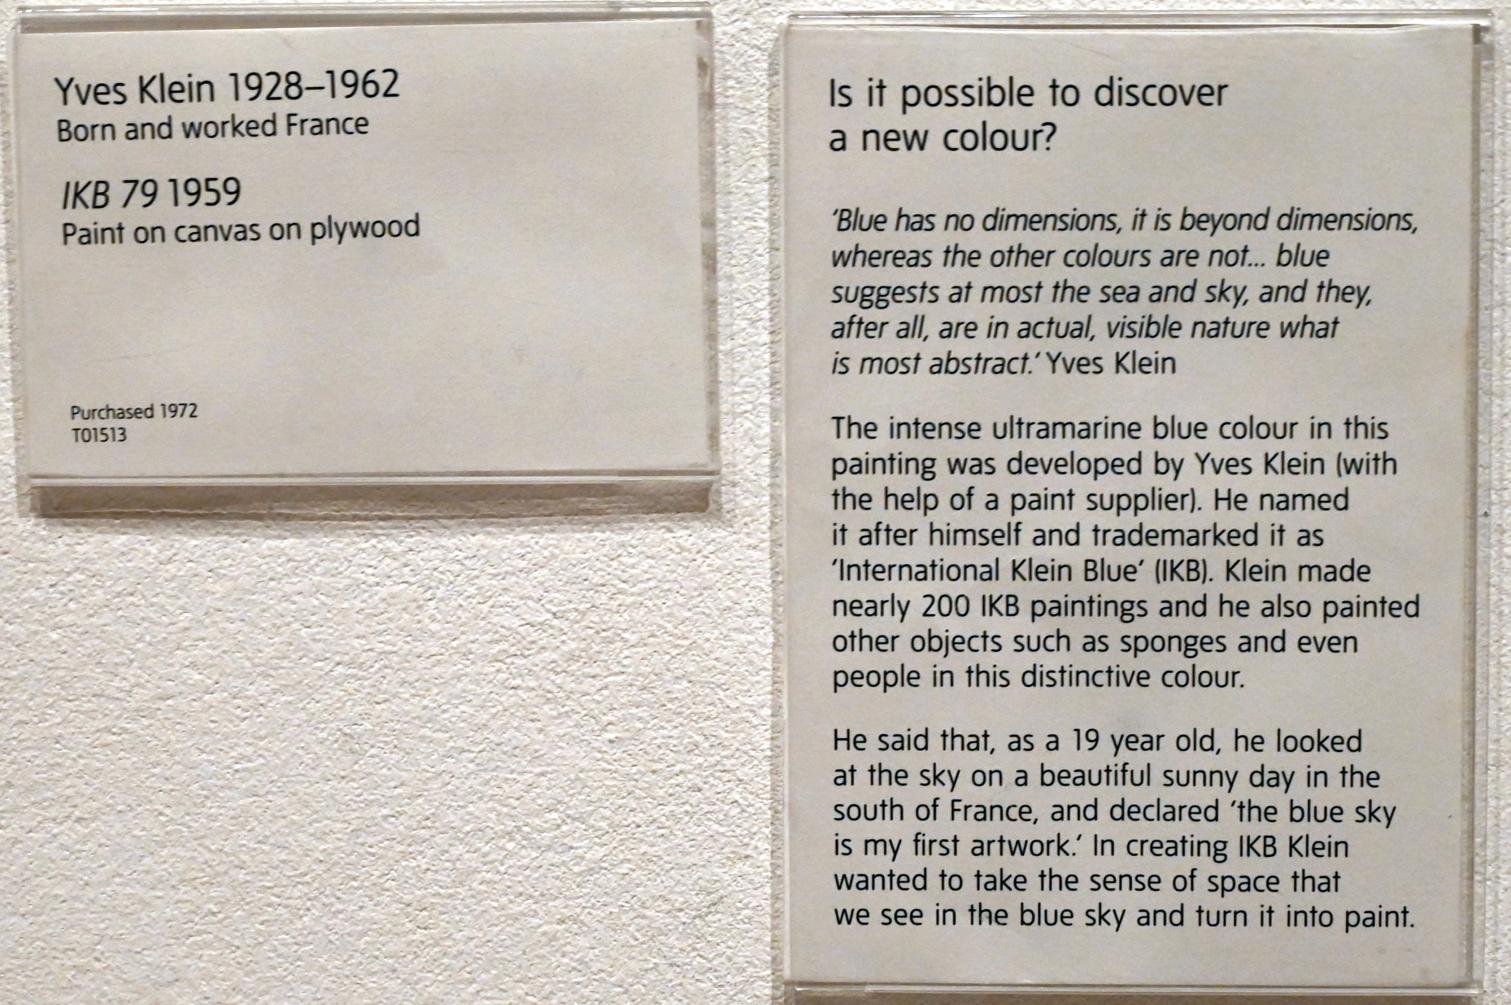 Yves Klein 1928–1962
Born and worked France
IKB 79 1959
Paint on canvas on plywood
Purchased 1972
T01513
Is it possible to discover
a new colour?
‘Blue has no dimensions, it is beyond dimensions,
whereas the other colours are not... blue
suggests at most the sea and sky, and they,
after all, are in actual, visible nature what
is most abstract.’ Yves Klein
The intense ultramarine blue colour in this
painting was developed by Yves Klein (with
the help of a paint supplier). He named
it after himself and trademarked it as
‘International Klein Blue‘ (IKB). Klein made
nearly 200 IKB paintings and he also painted
other objects such as sponges and even
people in this distinctive colour.
He said that, as a 19 year old, he looked
at the sky on a beautiful sunny day in the
south of France, and declared ‘the blue sky
is my first artwork.’ In creating IKB Klein
wanted to take the sense of space that
we see in the blue sky and turn it into paint.